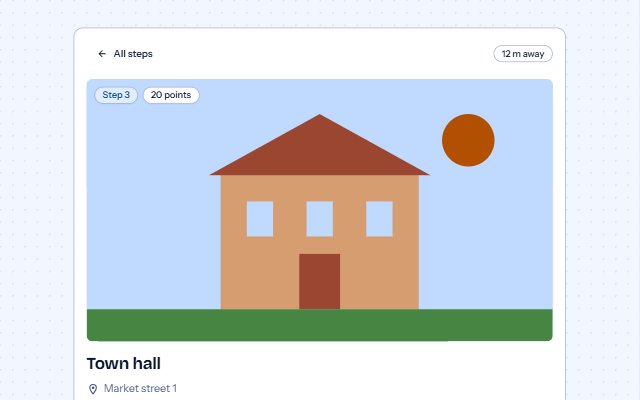 All steps
12 m away
Step 3
20 points
Town hall
Market street 1